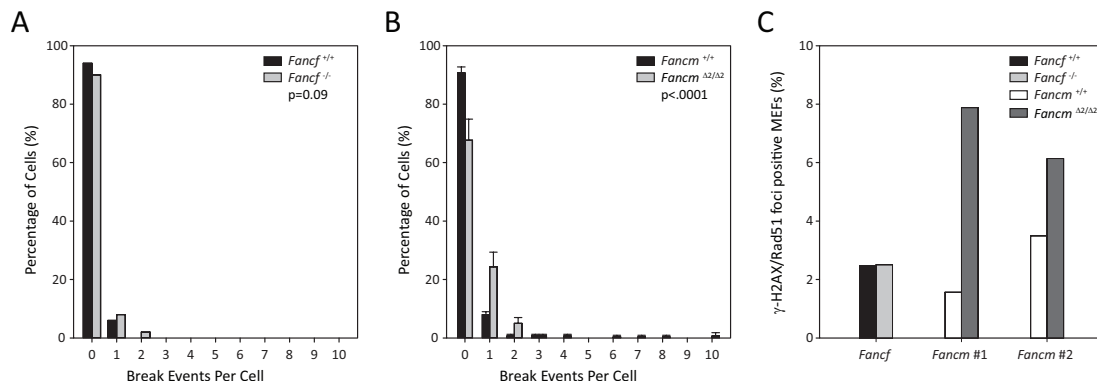 A
Percentage of Cells (%)
100
80
60
40
20
0
0 1 2 3 4 5 6 7 8 9 10
Break Events Per Cell
Fancf +/+
Fancf -/-
p=0.09
B
Percentage of Cells (%)
100
80
60
40
20
0
0 1 2 3 4 5 6 7 8 9 10
Break Events Per Cell
Fancm +/+
Fancm Δ2/Δ2
p<.0001
C
γ-H2AX/Rad51 foci positive MEFs (%)
10
8
6
4
2
0
Fancf Fancm #1 Fancm #2
Fancf +/+
Fancf -/-
Fancm +/+
Fancm Δ2/Δ2